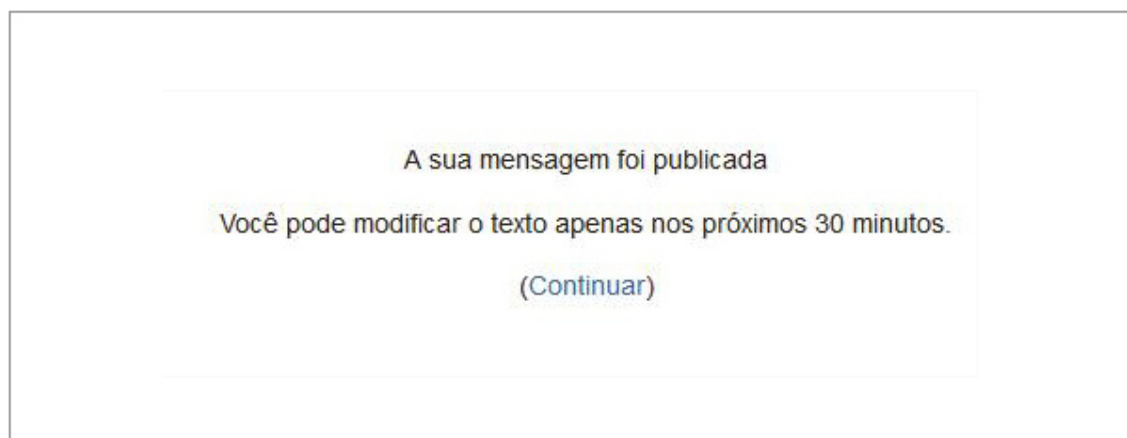 A sua mensagem foi publicada
Você pode modificar o texto apenas nos próximos 30 minutos.
(Continuar)